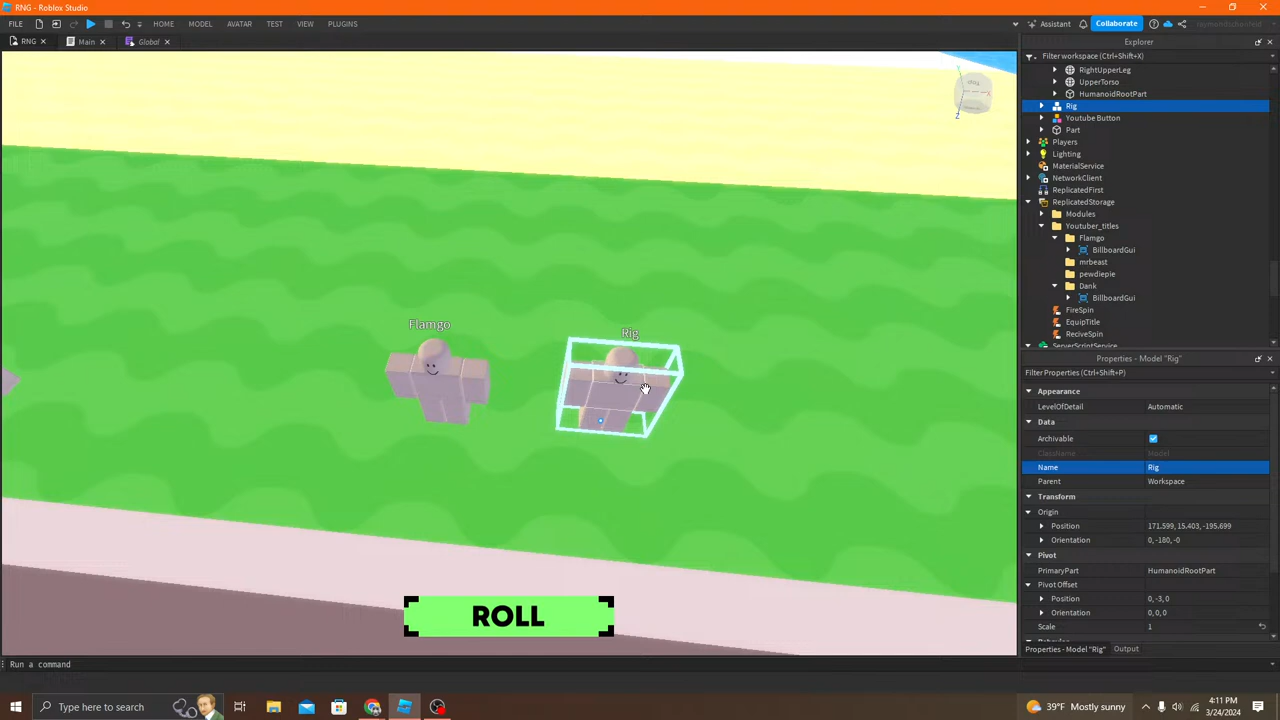 RNG - Roblox Studio
FILE HOME MODEL AVATAR TEST VIEW PLUGINS
Assistant Collaborate
RNG Main Global
Explorer
Filter workspace (Ctrl+Shift+X)
RightUpperLeg
UpperTorso
HumanoidRootPart
Rig
Youtube Button
Part
Players
Lighting
MaterialService
NetworkClient
ReplicatedFirst
ReplicatedStorage
Modules
Youtuber_titles
Flamgo
BillboardGui
mrbeast
pewdiepie
Dank
BillboardGui
FireSpin
EquipTitle
ReciveSpin
ServerScriptService
Y
X
Z
Flamgo
Rig
ROLL
Properties - Model "Rig"
Filter Properties (Ctrl+Shift+P)
Appearance
LevelOfDetail Automatic
Data
Archivable
ClassName Model
Name Rig
Parent Workspace
Transform
Origin
Position 171.599, 15.403, -195.699
Orientation 0, -180, -0
Pivot
PrimaryPart HumanoidRootPart
Pivot Offset
Position 0, -3, 0
Orientation 0, 0, 0
Scale 1
Properties - Model "Rig" Output
Run a command
Type here to search
39°F Mostly sunny
4:11 PM
3/24/2024